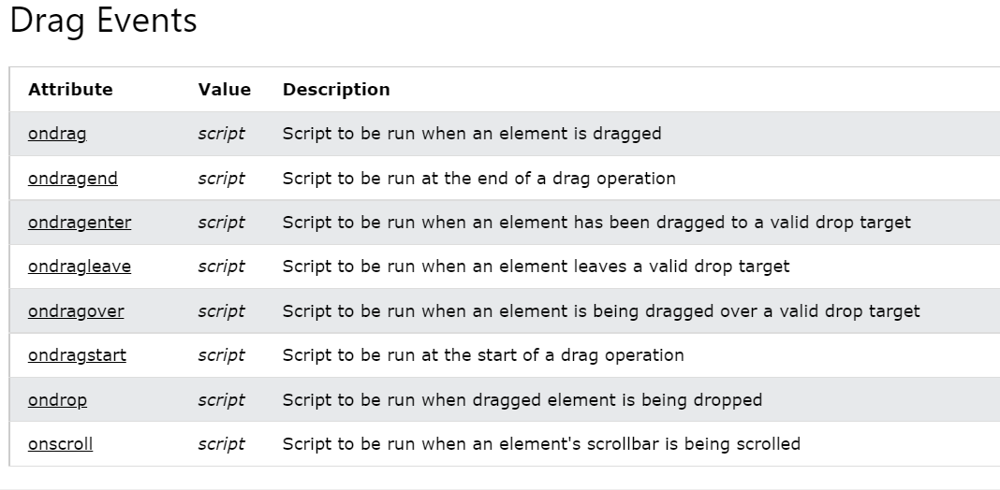 Drag Events
Attribute Value Description
ondrag script Script to be run when an element is dragged
ondragend script Script to be run at the end of a drag operation
ondragenter script Script to be run when an element has been dragged to a valid drop target
ondragleave script Script to be run when an element leaves a valid drop target
ondragover script Script to be run when an element is being dragged over a valid drop target
ondragstart script Script to be run at the start of a drag operation
ondrop script Script to be run when dragged element is being dropped
onscroll script Script to be run when an element's scrollbar is being scrolled